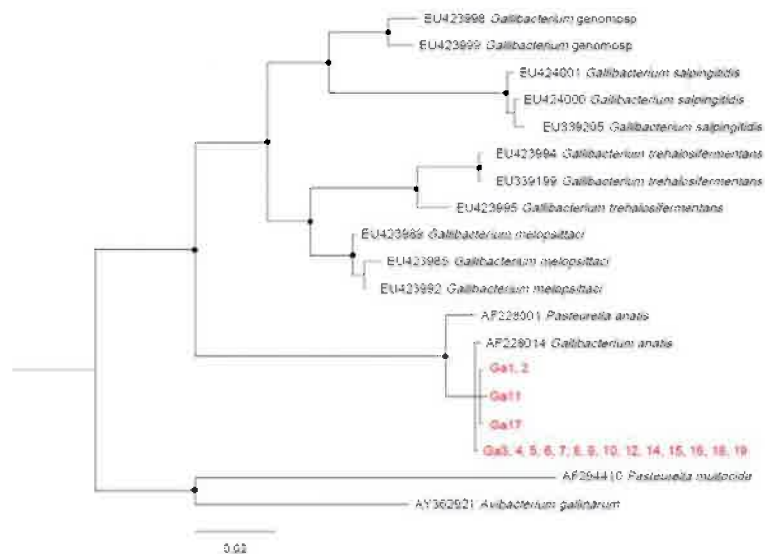 EU423998 Gallibacterium genomosp
EU423999 Gallibacterium genomosp
EU424001 Gallibacterium salpingitidis
EU424000 Gallibacterium salpingitidis
EU339205 Gallibacterium salpingitidis
EU423994 Gallibacterium trehalosifermentans
EU339199 Gallibacterium trehalosifermentans
EU423995 Gallibacterium trehalosifermentans
EU423989 Gallibacterium melopsittaci
EU423985 Gallibacterium melopsittaci
EU423992 Gallibacterium melopsittaci
AF228001 Pasteurella anatis
AF228014 Gallibacterium anatis
Ga1, 2
Ga11
Ga17
Ga3, 4, 5, 6, 7, 8, 9, 10, 12, 14, 15, 16, 18, 19
AF294410 Pasteurella multocida
AY362921 Avibacterium gallinarum
0.02